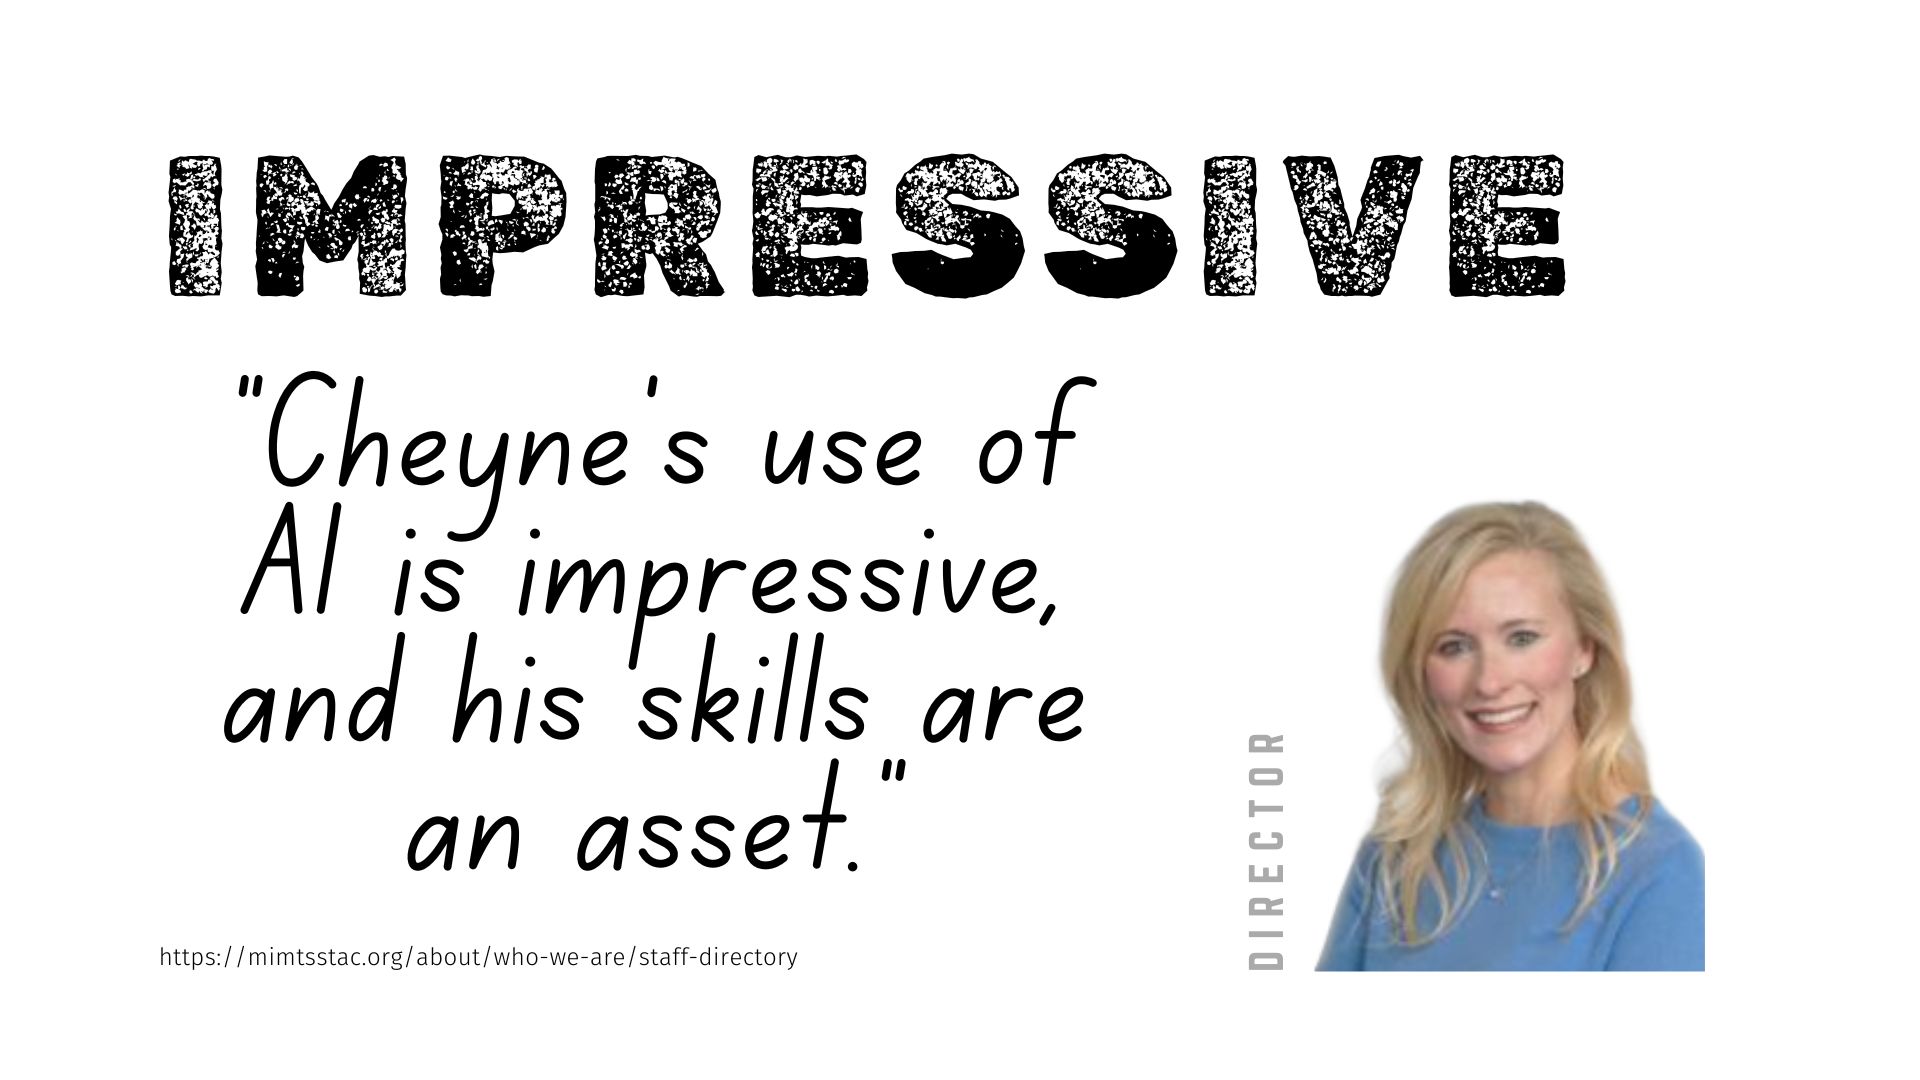 IMPRESSIVE
"Cheyne's use of
AI is impressive,
and his skills are
an asset."
DIRECTOR
https://mimtsstac.org/about/who-we-are/staff-directory